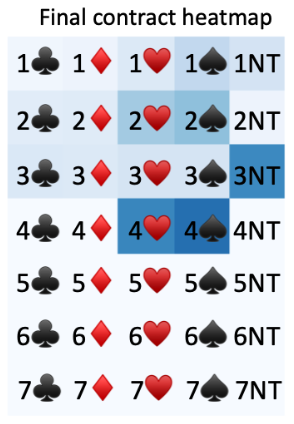 Final contract heatmap
1♣ 1♦ 1♥ 1♠ 1NT
2♣ 2♦ 2♥ 2♠ 2NT
3♣ 3♦ 3♥ 3♠ 3NT
4♣ 4♦ 4♥ 4♠ 4NT
5♣ 5♦ 5♥ 5♠ 5NT
6♣ 6♦ 6♥ 6♠ 6NT
7♣ 7♦ 7♥ 7♠ 7NT